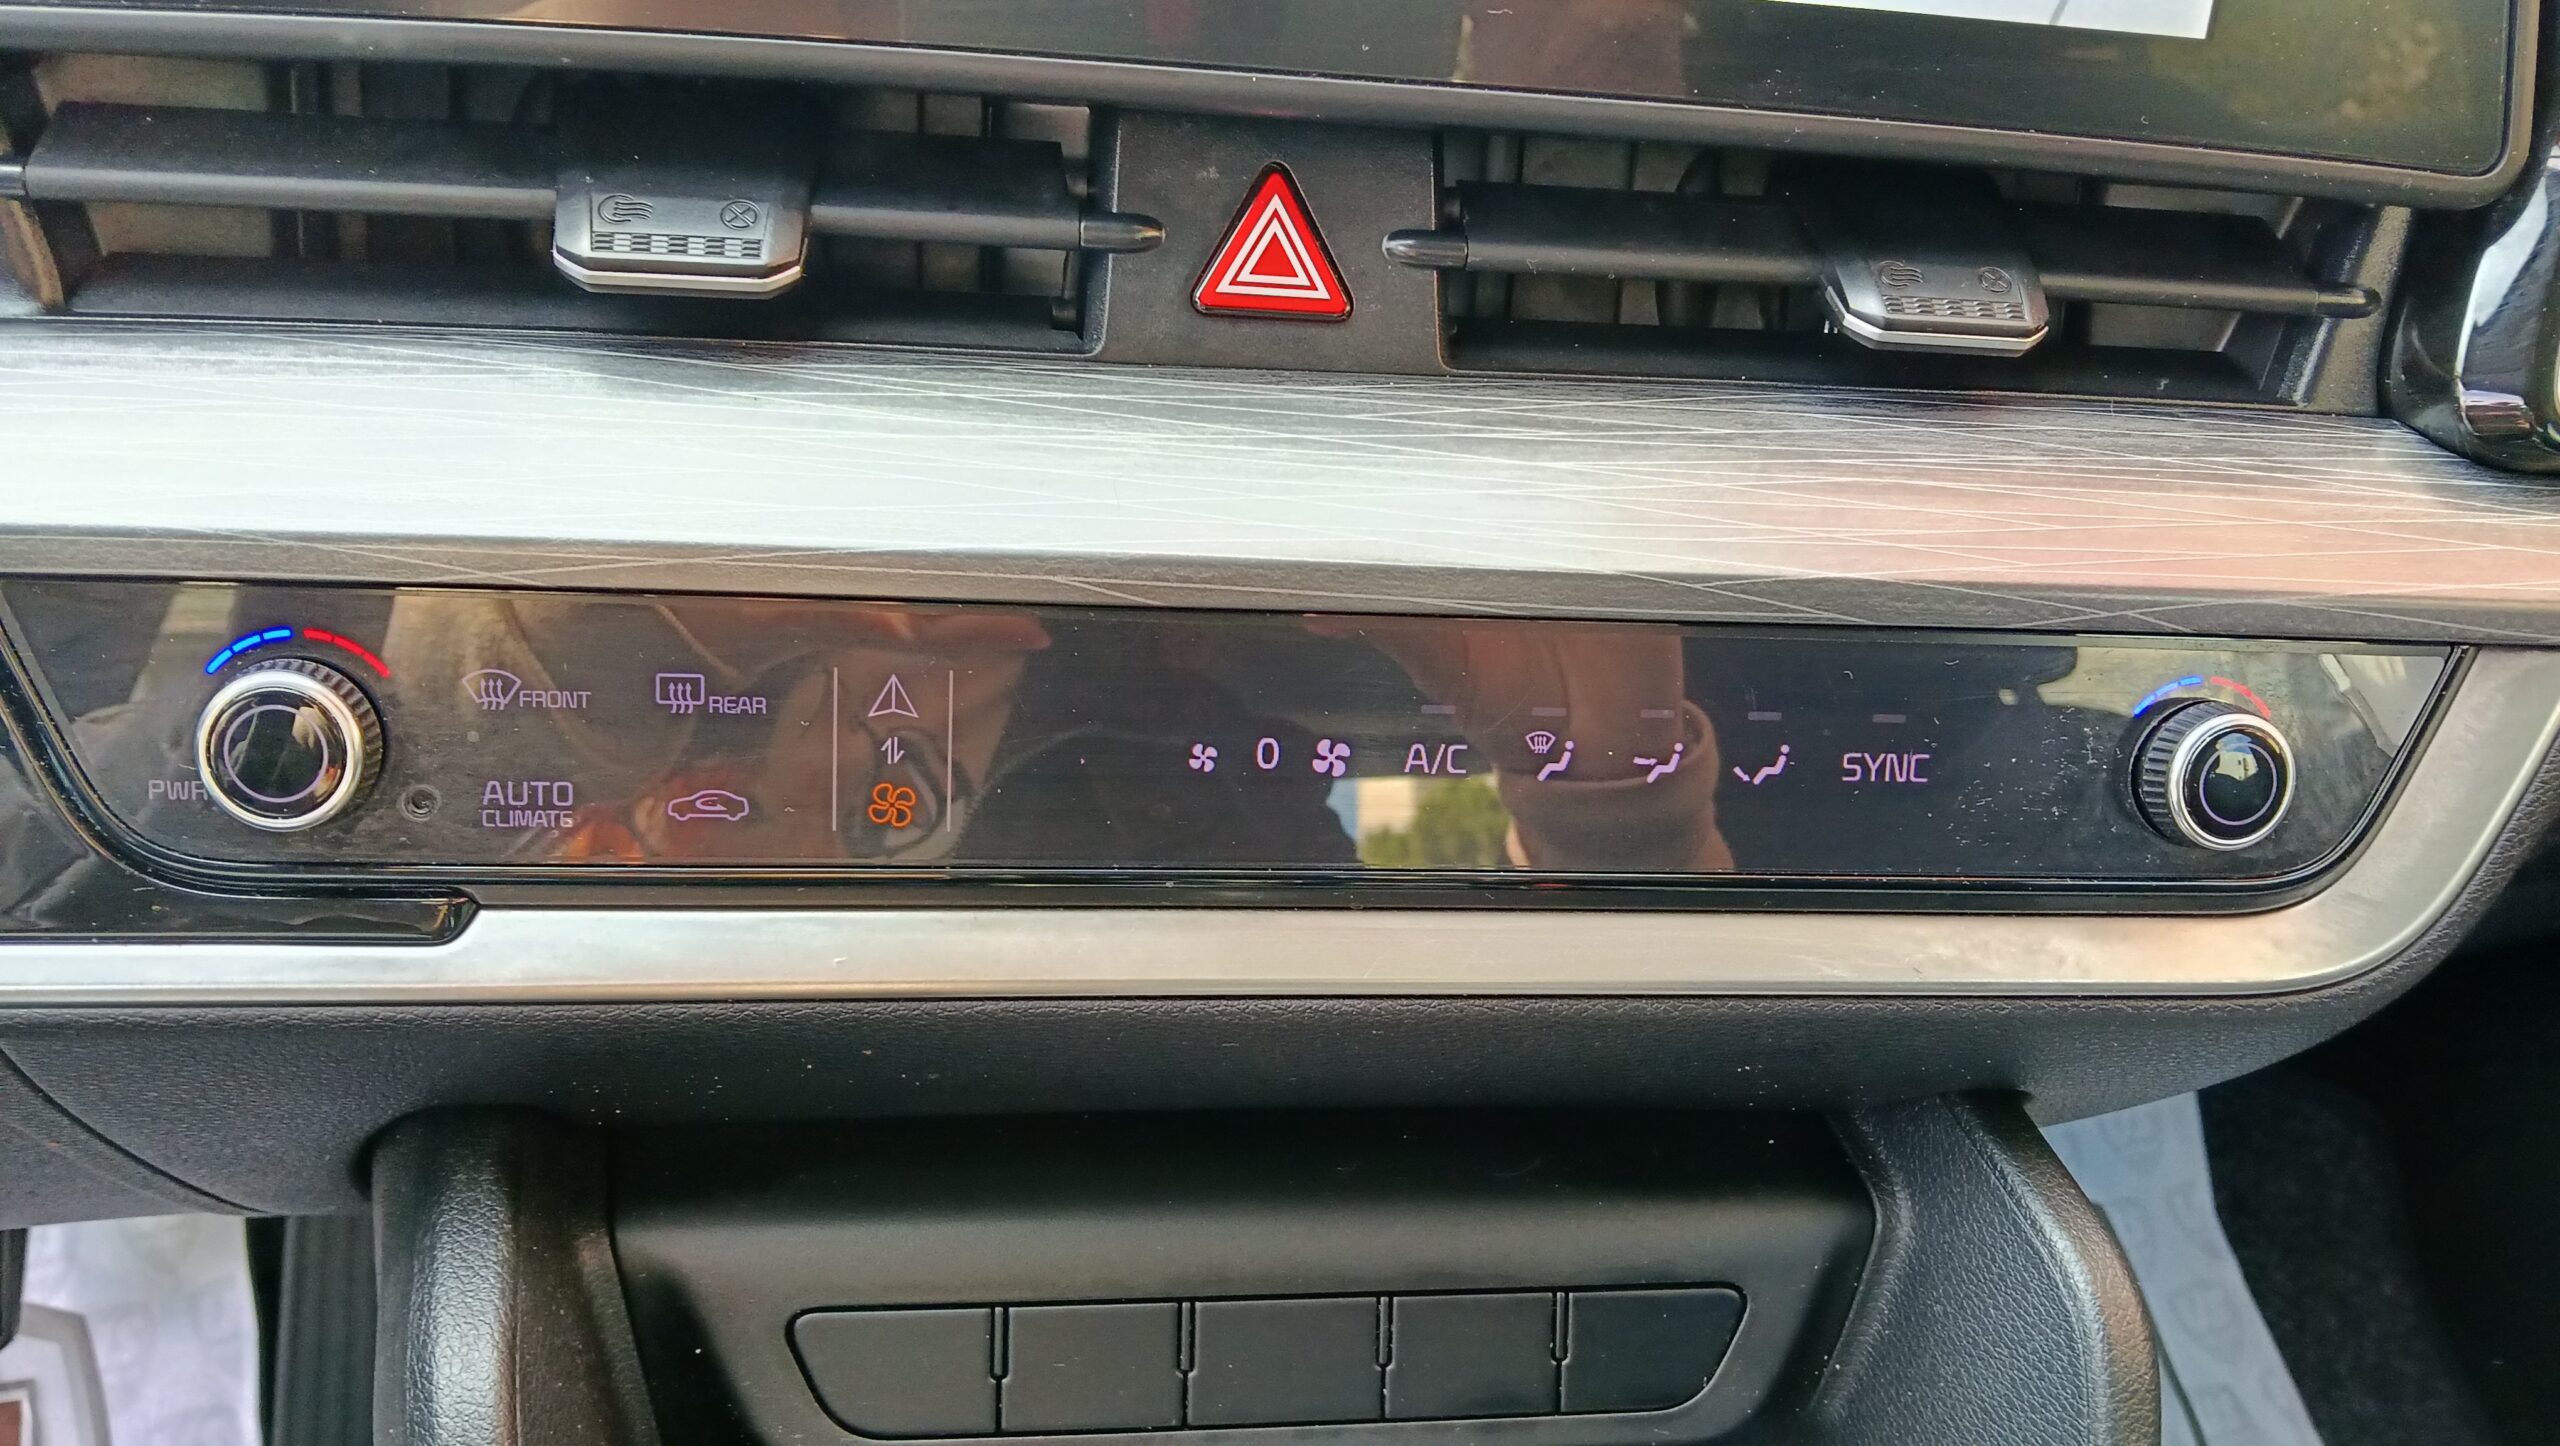 FRONT
REAR
PWR
AUTO
CLIMATE
0
A/C
SYNC